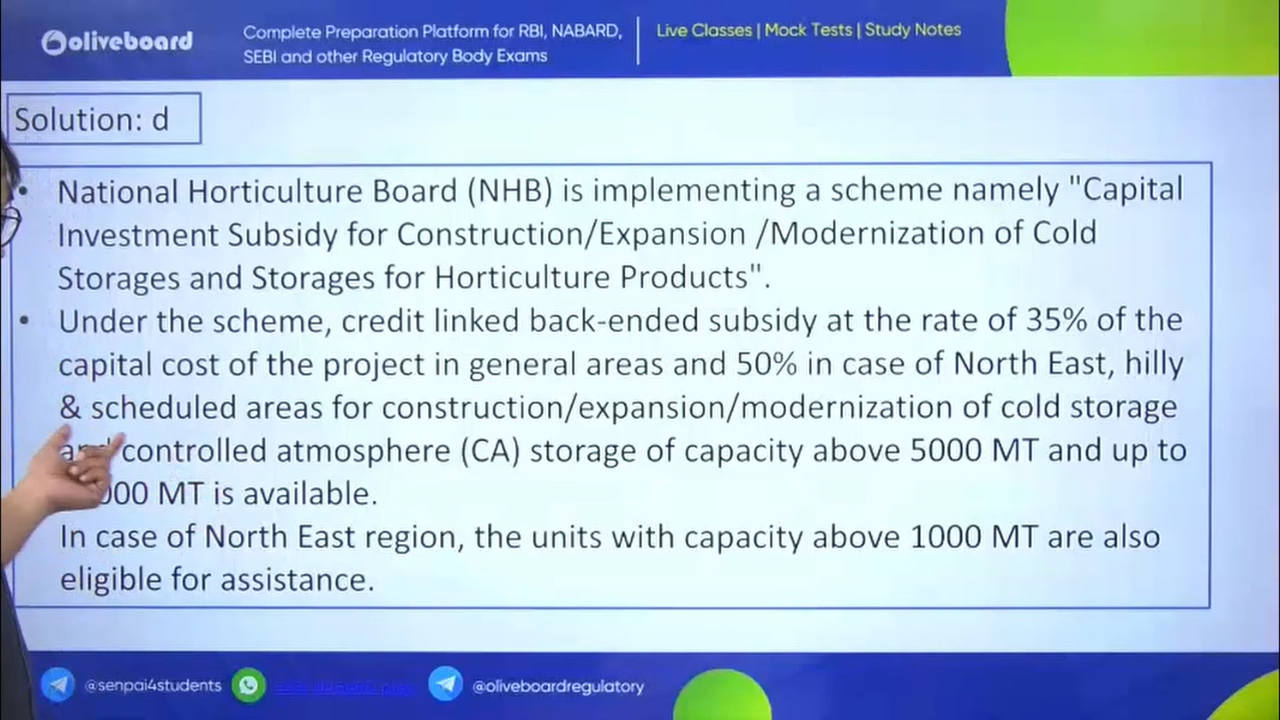 oliveboard
Complete Preparation Platform for RBI, NABARD,
SEBI and other Regulatory Body Exams
Live Classes | Mock Tests | Study Notes
Solution: d
• National Horticulture Board (NHB) is implementing a scheme namely "Capital
Investment Subsidy for Construction/Expansion /Modernization of Cold
Storages and Storages for Horticulture Products".
• Under the scheme, credit linked back-ended subsidy at the rate of 35% of the
capital cost of the project in general areas and 50% in case of North East, hilly
& scheduled areas for construction/expansion/modernization of cold storage
controlled atmosphere (CA) storage of capacity above 5000 MT and up to
MT is available.
In case of North East region, the units with capacity above 1000 MT are also
eligible for assistance.
@senpai4students
@oliveboardregulatory